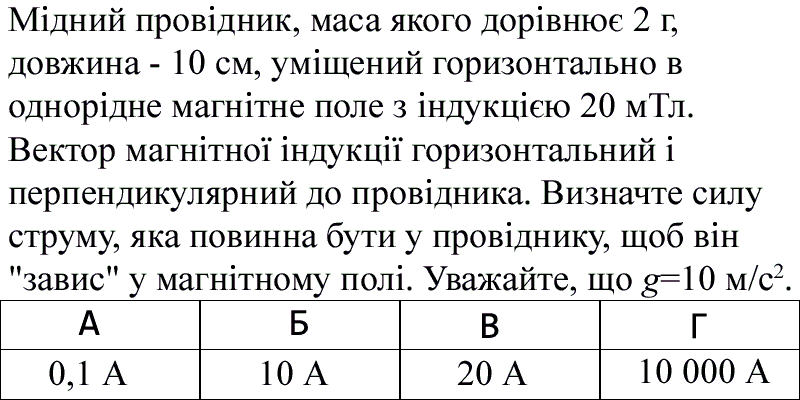 Мідний провідник, маса якого дорівнює 2 г,
довжина - 10 см, уміщений горизонтально в
однорідне магнітне поле з індукцією 20 мТл.
Вектор магнітної індукції горизонтальний і
перпендикулярний до провідника. Визначте силу
струму, яка повинна бути у провіднику, щоб він
"завис" у магнітному полі. Уважайте, що g=10 м/с².
А Б В Г
0,1 А 10 А 20 А 10 000 А